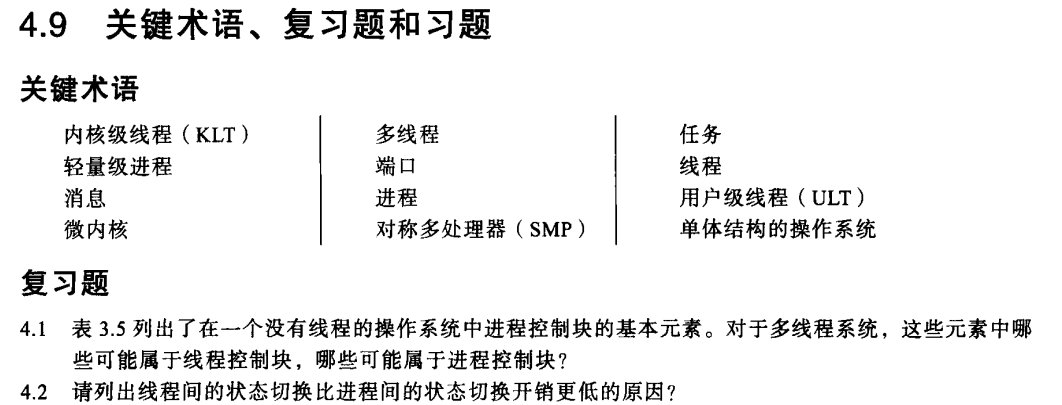 4.9 关键术语、复习题和习题
关键术语
内核级线程（KLT） 多线程 任务
轻量级进程 端口 线程
消息 进程 用户级线程（ULT）
微内核 对称多处理器（SMP） 单体结构的操作系统
复习题
4.1 表 3.5 列出了在一个没有线程的操作系统中进程控制块的基本元素。对于多线程系统，这些元素中哪
些可能属于线程控制块，哪些可能属于进程控制块？
4.2 请列出线程间的状态切换比进程间的状态切换开销更低的原因？